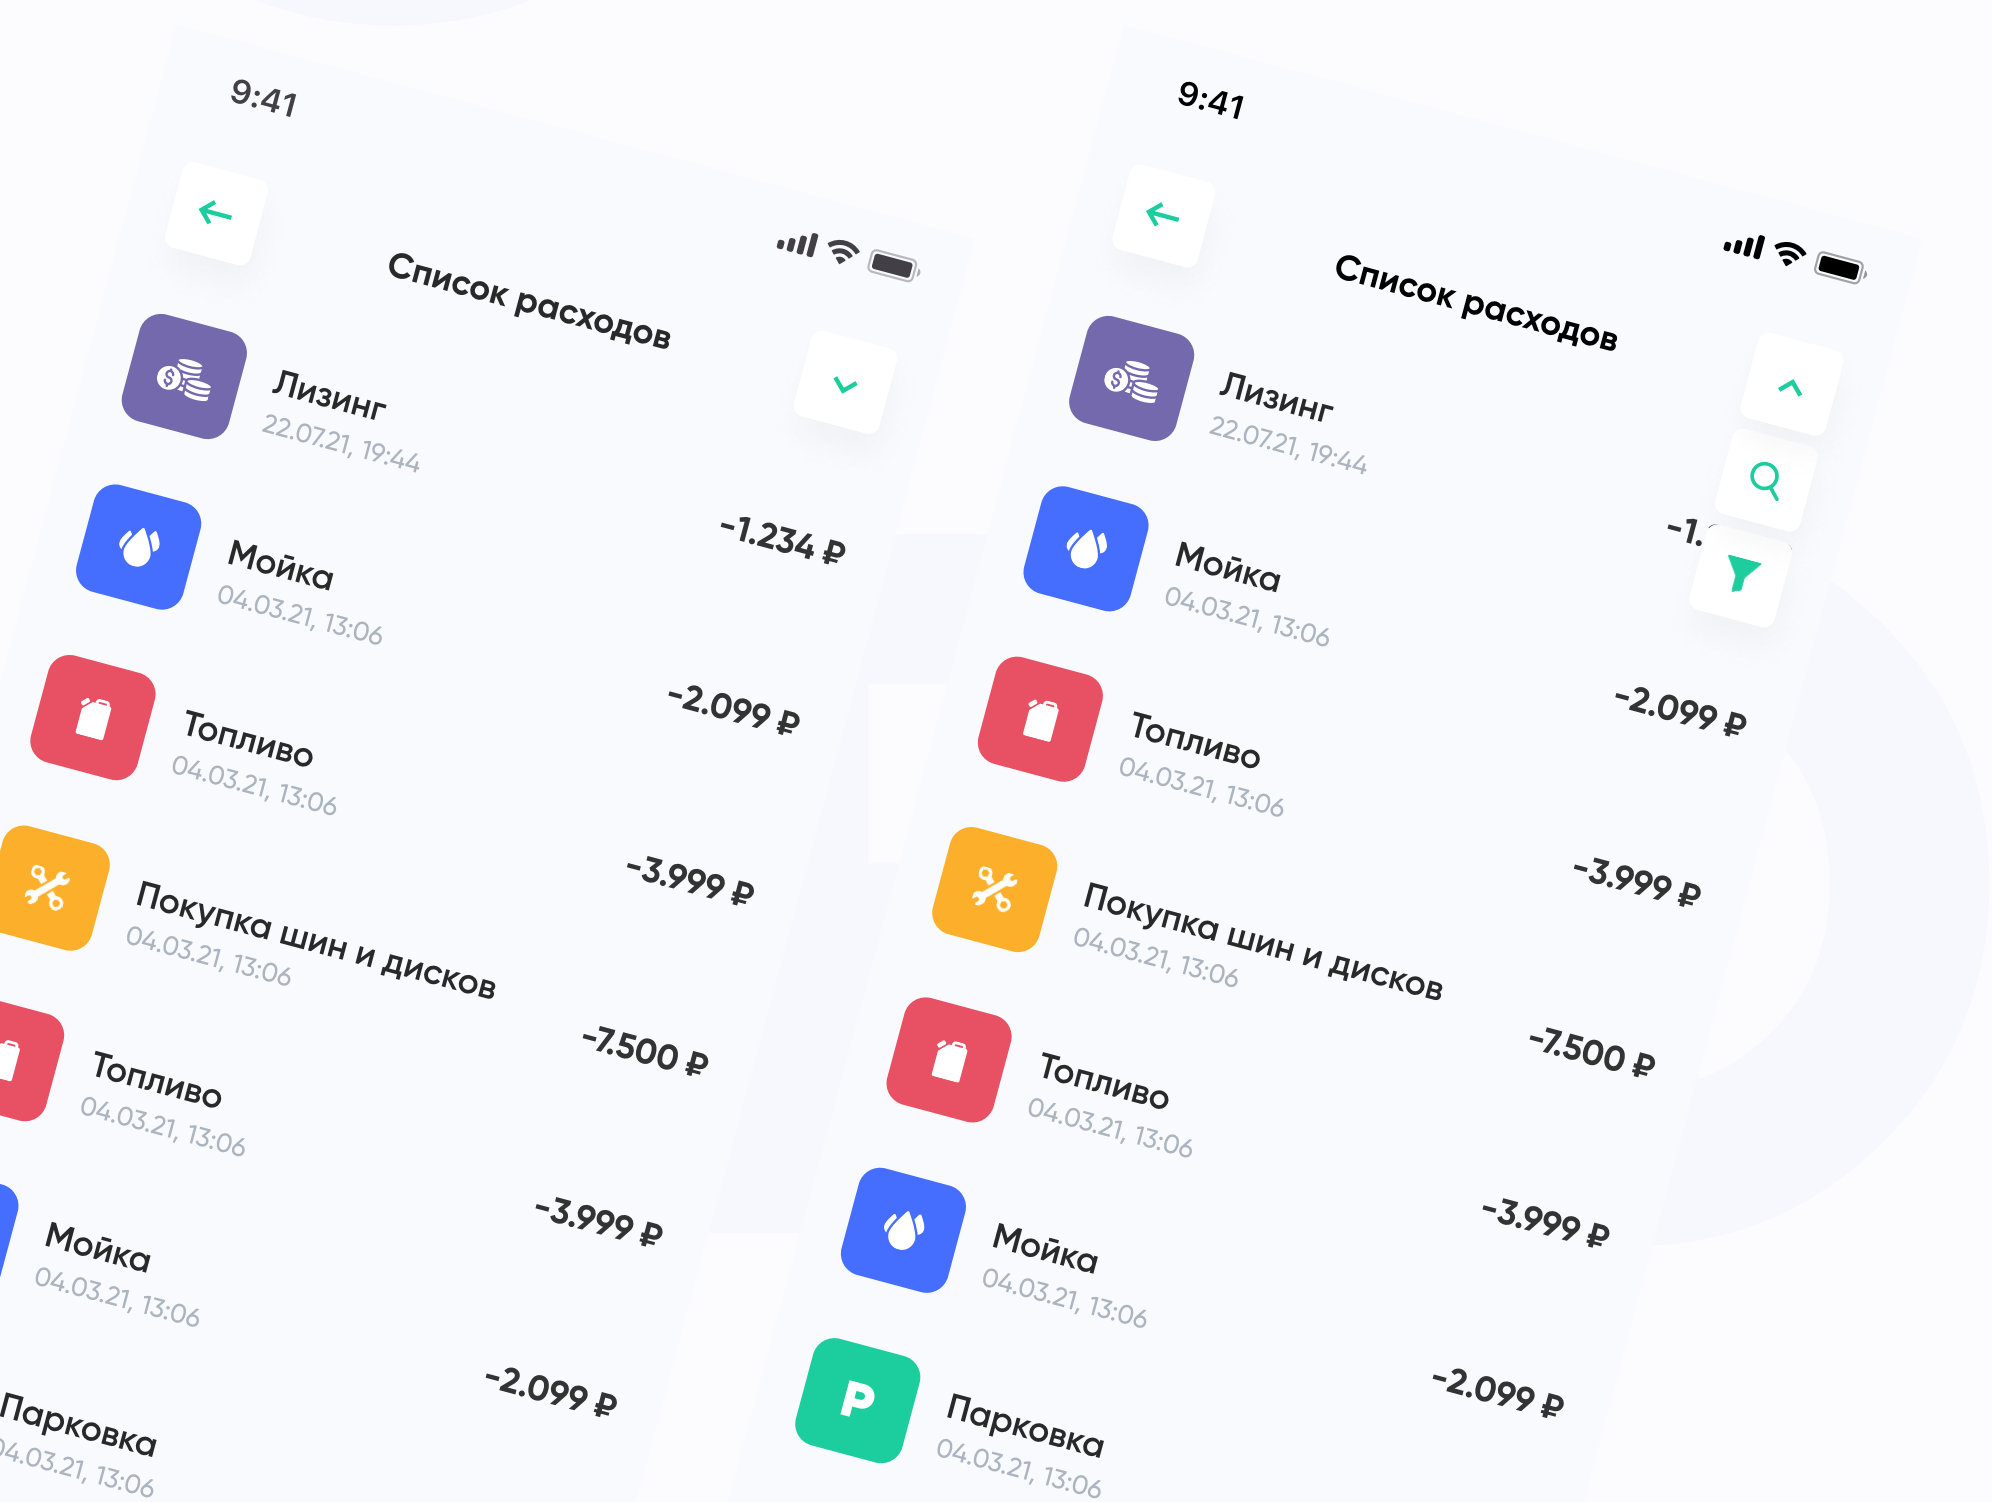 9:41
Список расходов
Лизинг
22.07.21, 19:44
-1.234 ₽
Мойка
04.03.21, 13:06
-2.099 ₽
Топливо
04.03.21, 13:06
-3.999 ₽
Покупка шин и дисков
04.03.21, 13:06
-7.500 ₽
Топливо
04.03.21, 13:06
-3.999 ₽
Мойка
04.03.21, 13:06
-2.099 ₽
Парковка
04.03.21, 13:06
9:41
Список расходов
Лизинг
22.07.21, 19:44
-1.
Мойка
04.03.21, 13:06
-2.099 ₽
Топливо
04.03.21, 13:06
-3.999 ₽
Покупка шин и дисков
04.03.21, 13:06
-7.500 ₽
Топливо
04.03.21, 13:06
-3.999 ₽
Мойка
04.03.21, 13:06
-2.099 ₽
P
Парковка
04.03.21, 13:06